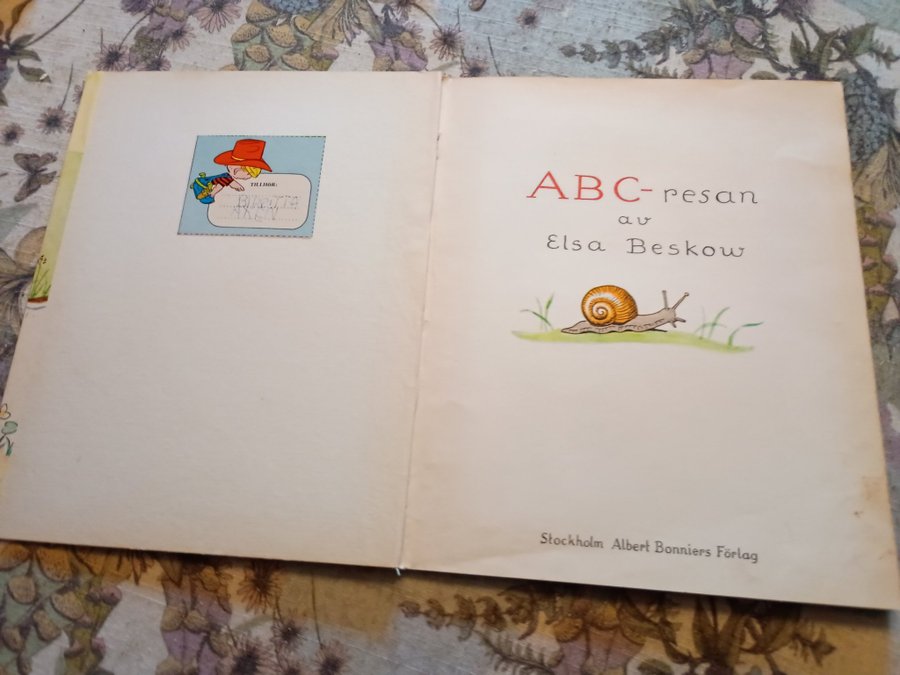 TILLHÖR:
ABC-resan
av
Elsa Beskow
Stockholm Albert Bonniers Förlag